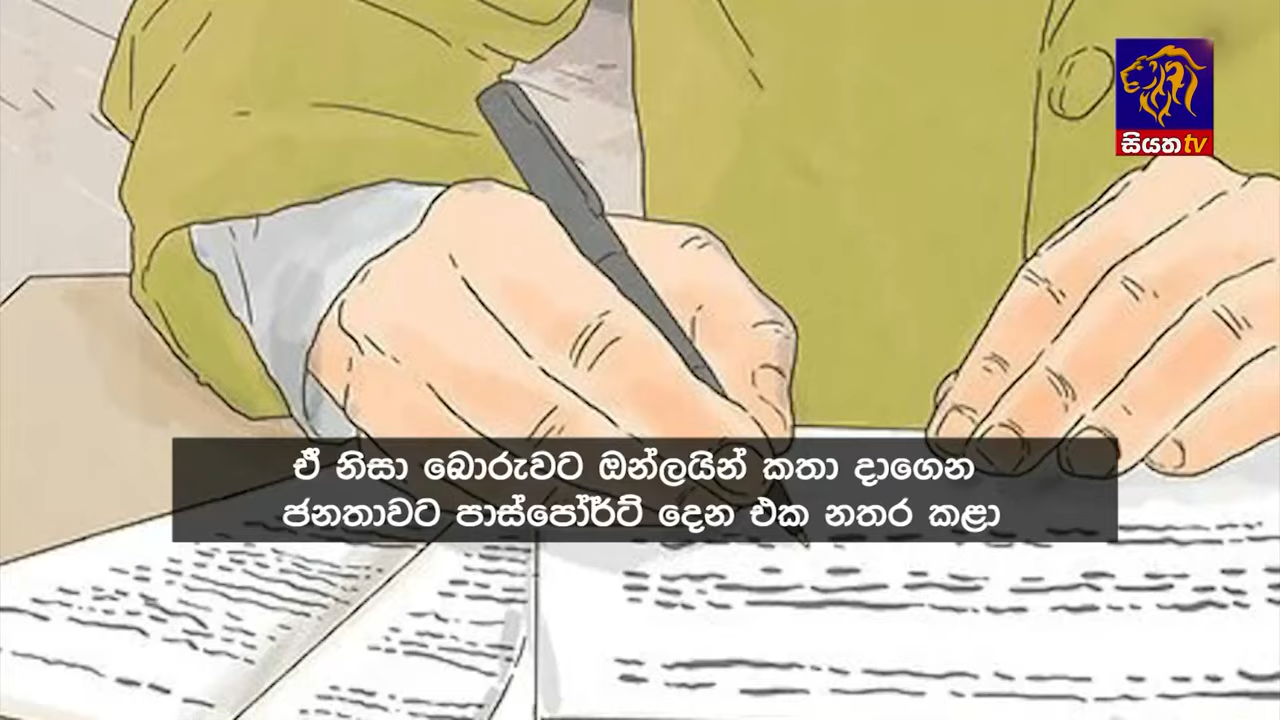 සියත tv
ඒ නිසා බොරුවට ඔන්ලයින් කතා දාගෙන
ජනතාවට පාස්පෝර්ට් දෙන එක නතර කළා